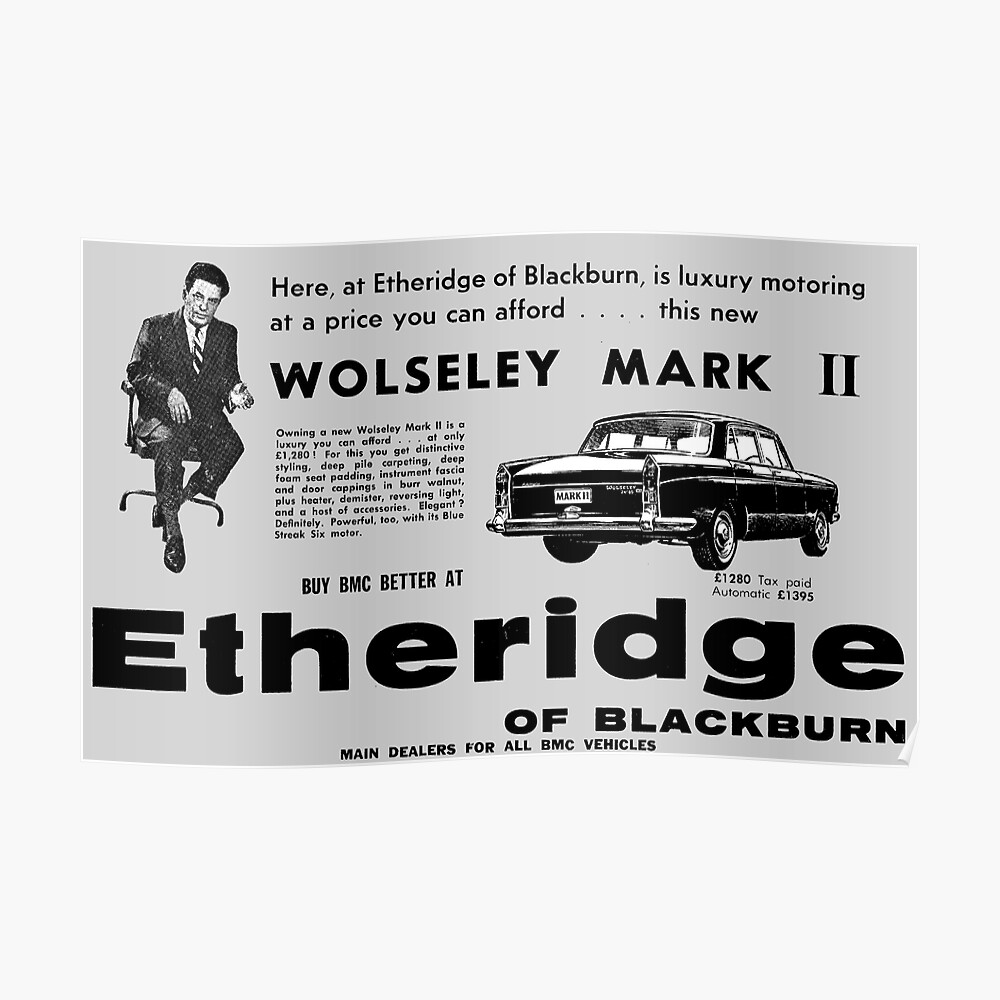 Here, at Etheridge of Blackburn, is luxury motoring
at a price you can afford . . . . this new
WOLSELEY MARK II
Owning a new Wolseley Mark II is a
luxury you can afford . . . at only
£1,280! For this you get distinctive
styling, deep pile carpeting, deep
foam seat padding, instrument fascia
and door cappings in burr walnut,
plus heater, demister, reversing light,
and a host of accessories. Elegant?
Definitely. Powerful, too, with its Blue
Streak Six motor.
WOLSELEY
MARK II
£1280 Tax paid
Automatic £1395
BUY BMC BETTER AT
Etheridge
OF BLACKBURN
MAIN DEALERS FOR ALL BMC VEHICLES